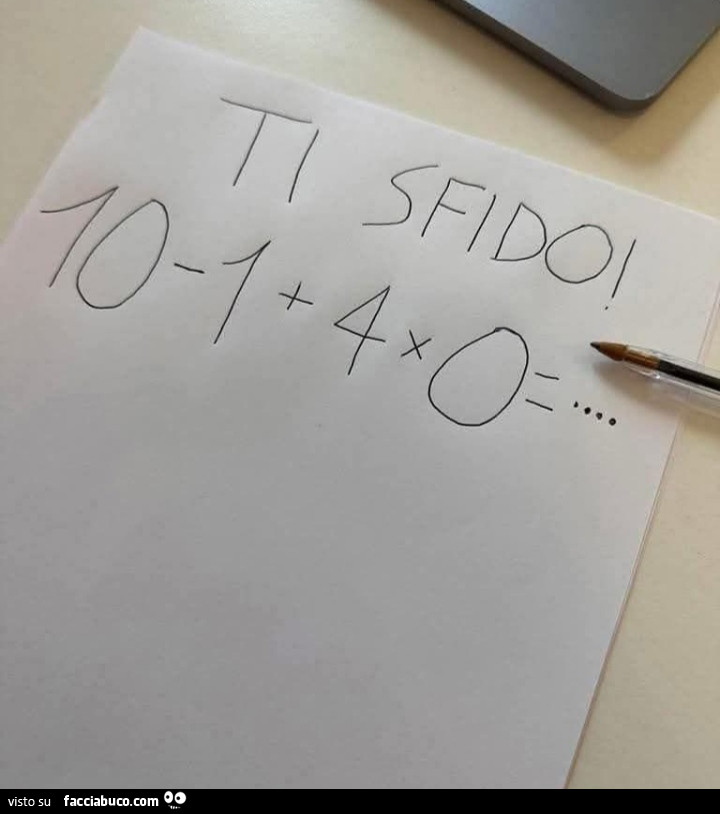 TI SFIDO!
10-1+4×0=....
visto su facciabuco.com